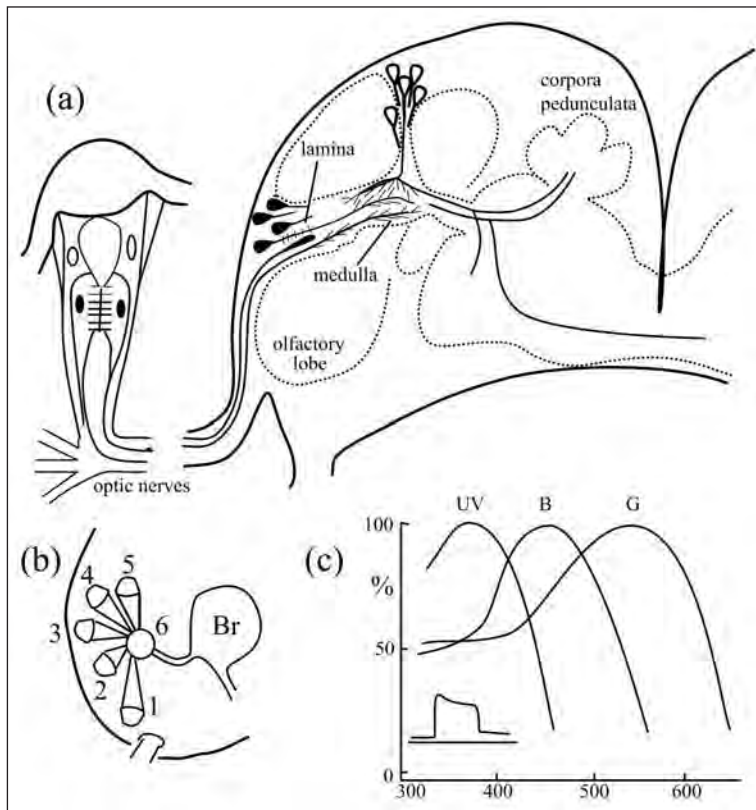 (a)
corpora
pedunculata
lamina
medulla
olfactory
lobe
optic nerves
(b)
5
4
3
6
Br
2
1
(c)
UV B G
100
%
50
0
300 400 500 600